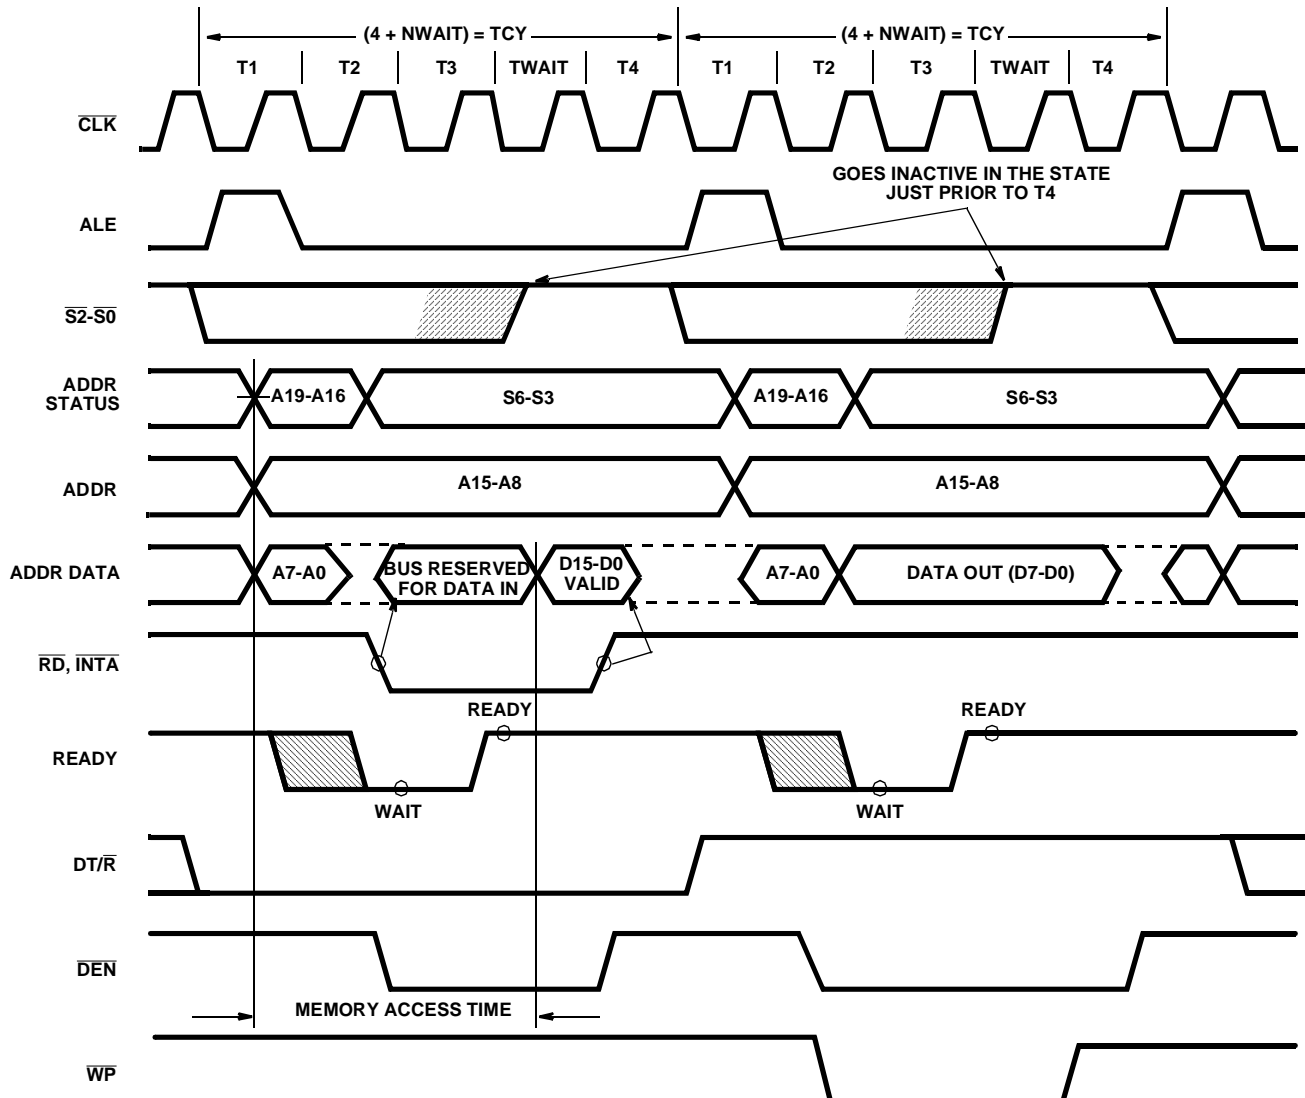 (4 + NWAIT) = TCY (4 + NWAIT) = TCY
T1 T2 T3 TWAIT T4 T1 T2 T3 TWAIT T4
CLK
GOES INACTIVE IN THE STATE
JUST PRIOR TO T4
ALE
S2-S0
ADDR
STATUS
A19-A16 S6-S3 A19-A16 S6-S3
ADDR
A15-A8 A15-A8
ADDR DATA
A7-A0
BUS RESERVED
FOR DATA IN
D15-D0
VALID
A7-A0 DATA OUT (D7-D0)
RD, INTA
READY READY
READY
WAIT WAIT
DT/R
DEN
MEMORY ACCESS TIME
WP